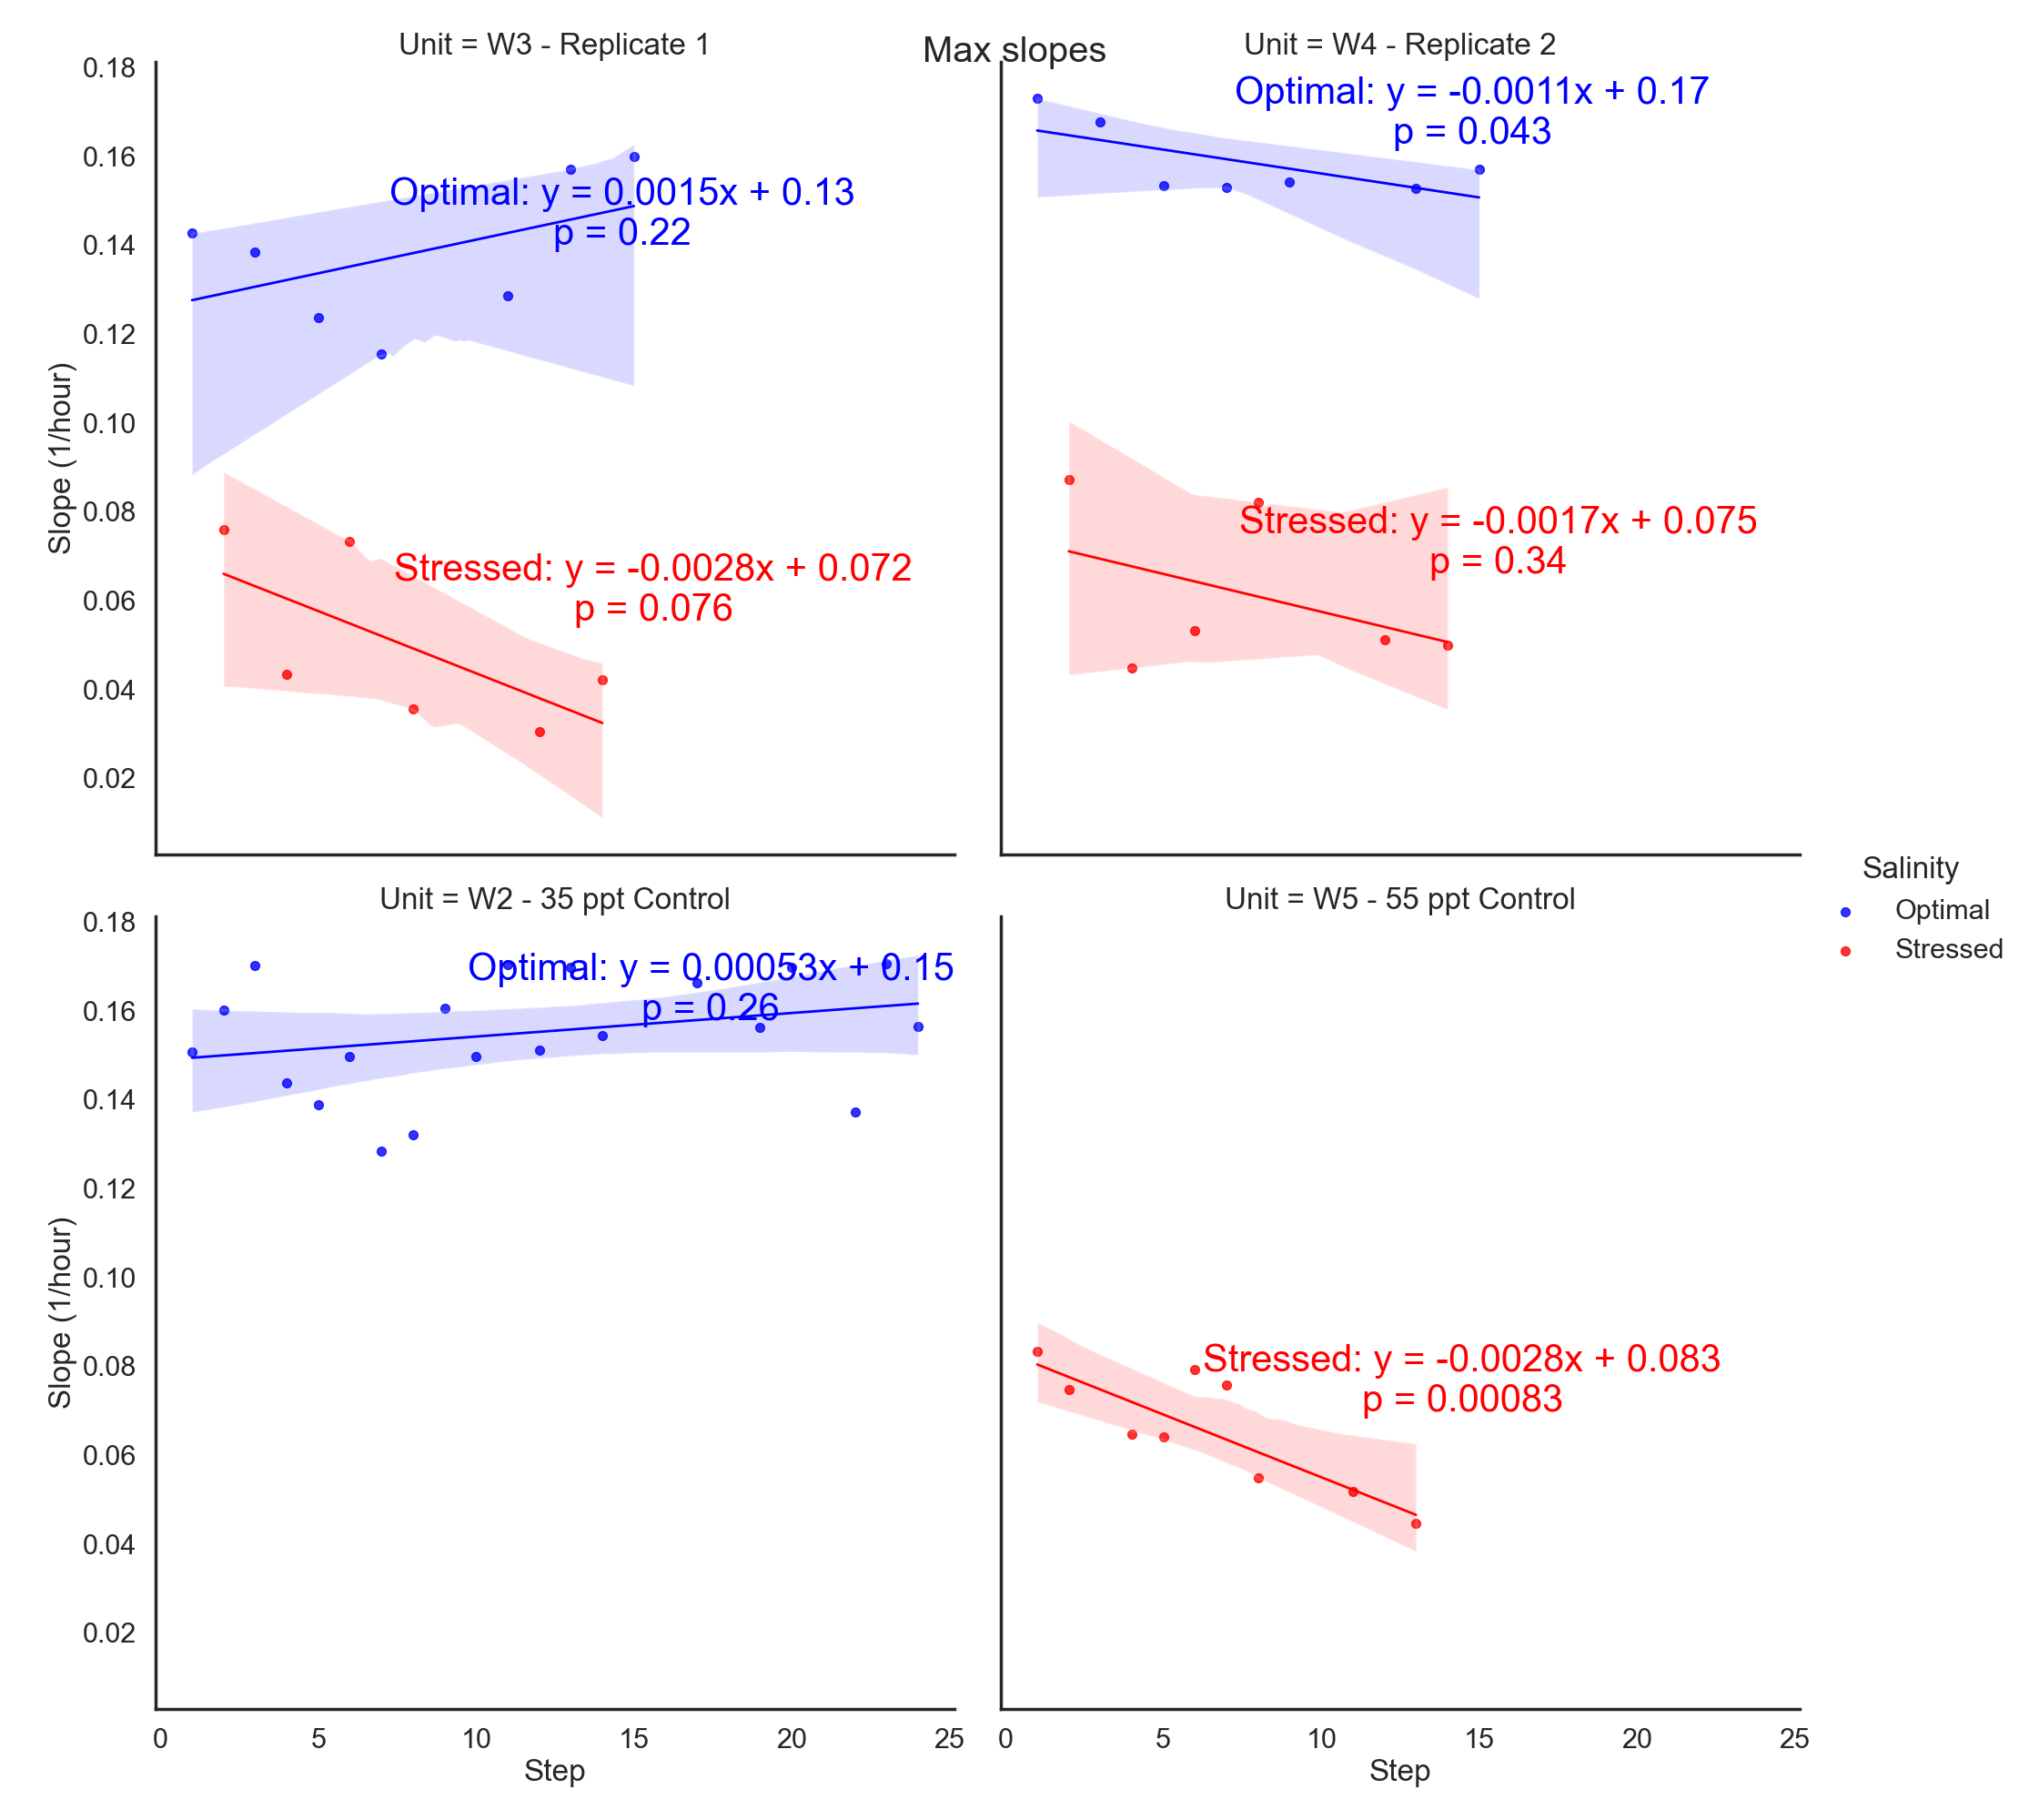 Max slopes
Unit = W3 - Replicate 1
0.18
0.16
0.14
0.12
0.10
0.08
0.06
0.04
0.02
Slope (1/hour)
Optimal: y = 0.0015x + 0.13
p = 0.22
Stressed: y = -0.0028x + 0.072
p = 0.076
Unit = W4 - Replicate 2
Optimal: y = -0.0011x + 0.17
p = 0.043
Stressed: y = -0.0017x + 0.075
p = 0.34
Unit = W2 - 35 ppt Control
0.18
0.16
0.14
0.12
0.10
0.08
0.06
0.04
0.02
Slope (1/hour)
Optimal: y = 0.00053x + 0.15
p = 0.26
0 5 10 15 20 25
Step
Unit = W5 - 55 ppt Control
Stressed: y = -0.0028x + 0.083
p = 0.00083
0 5 10 15 20 25
Step
Salinity
Optimal
Stressed